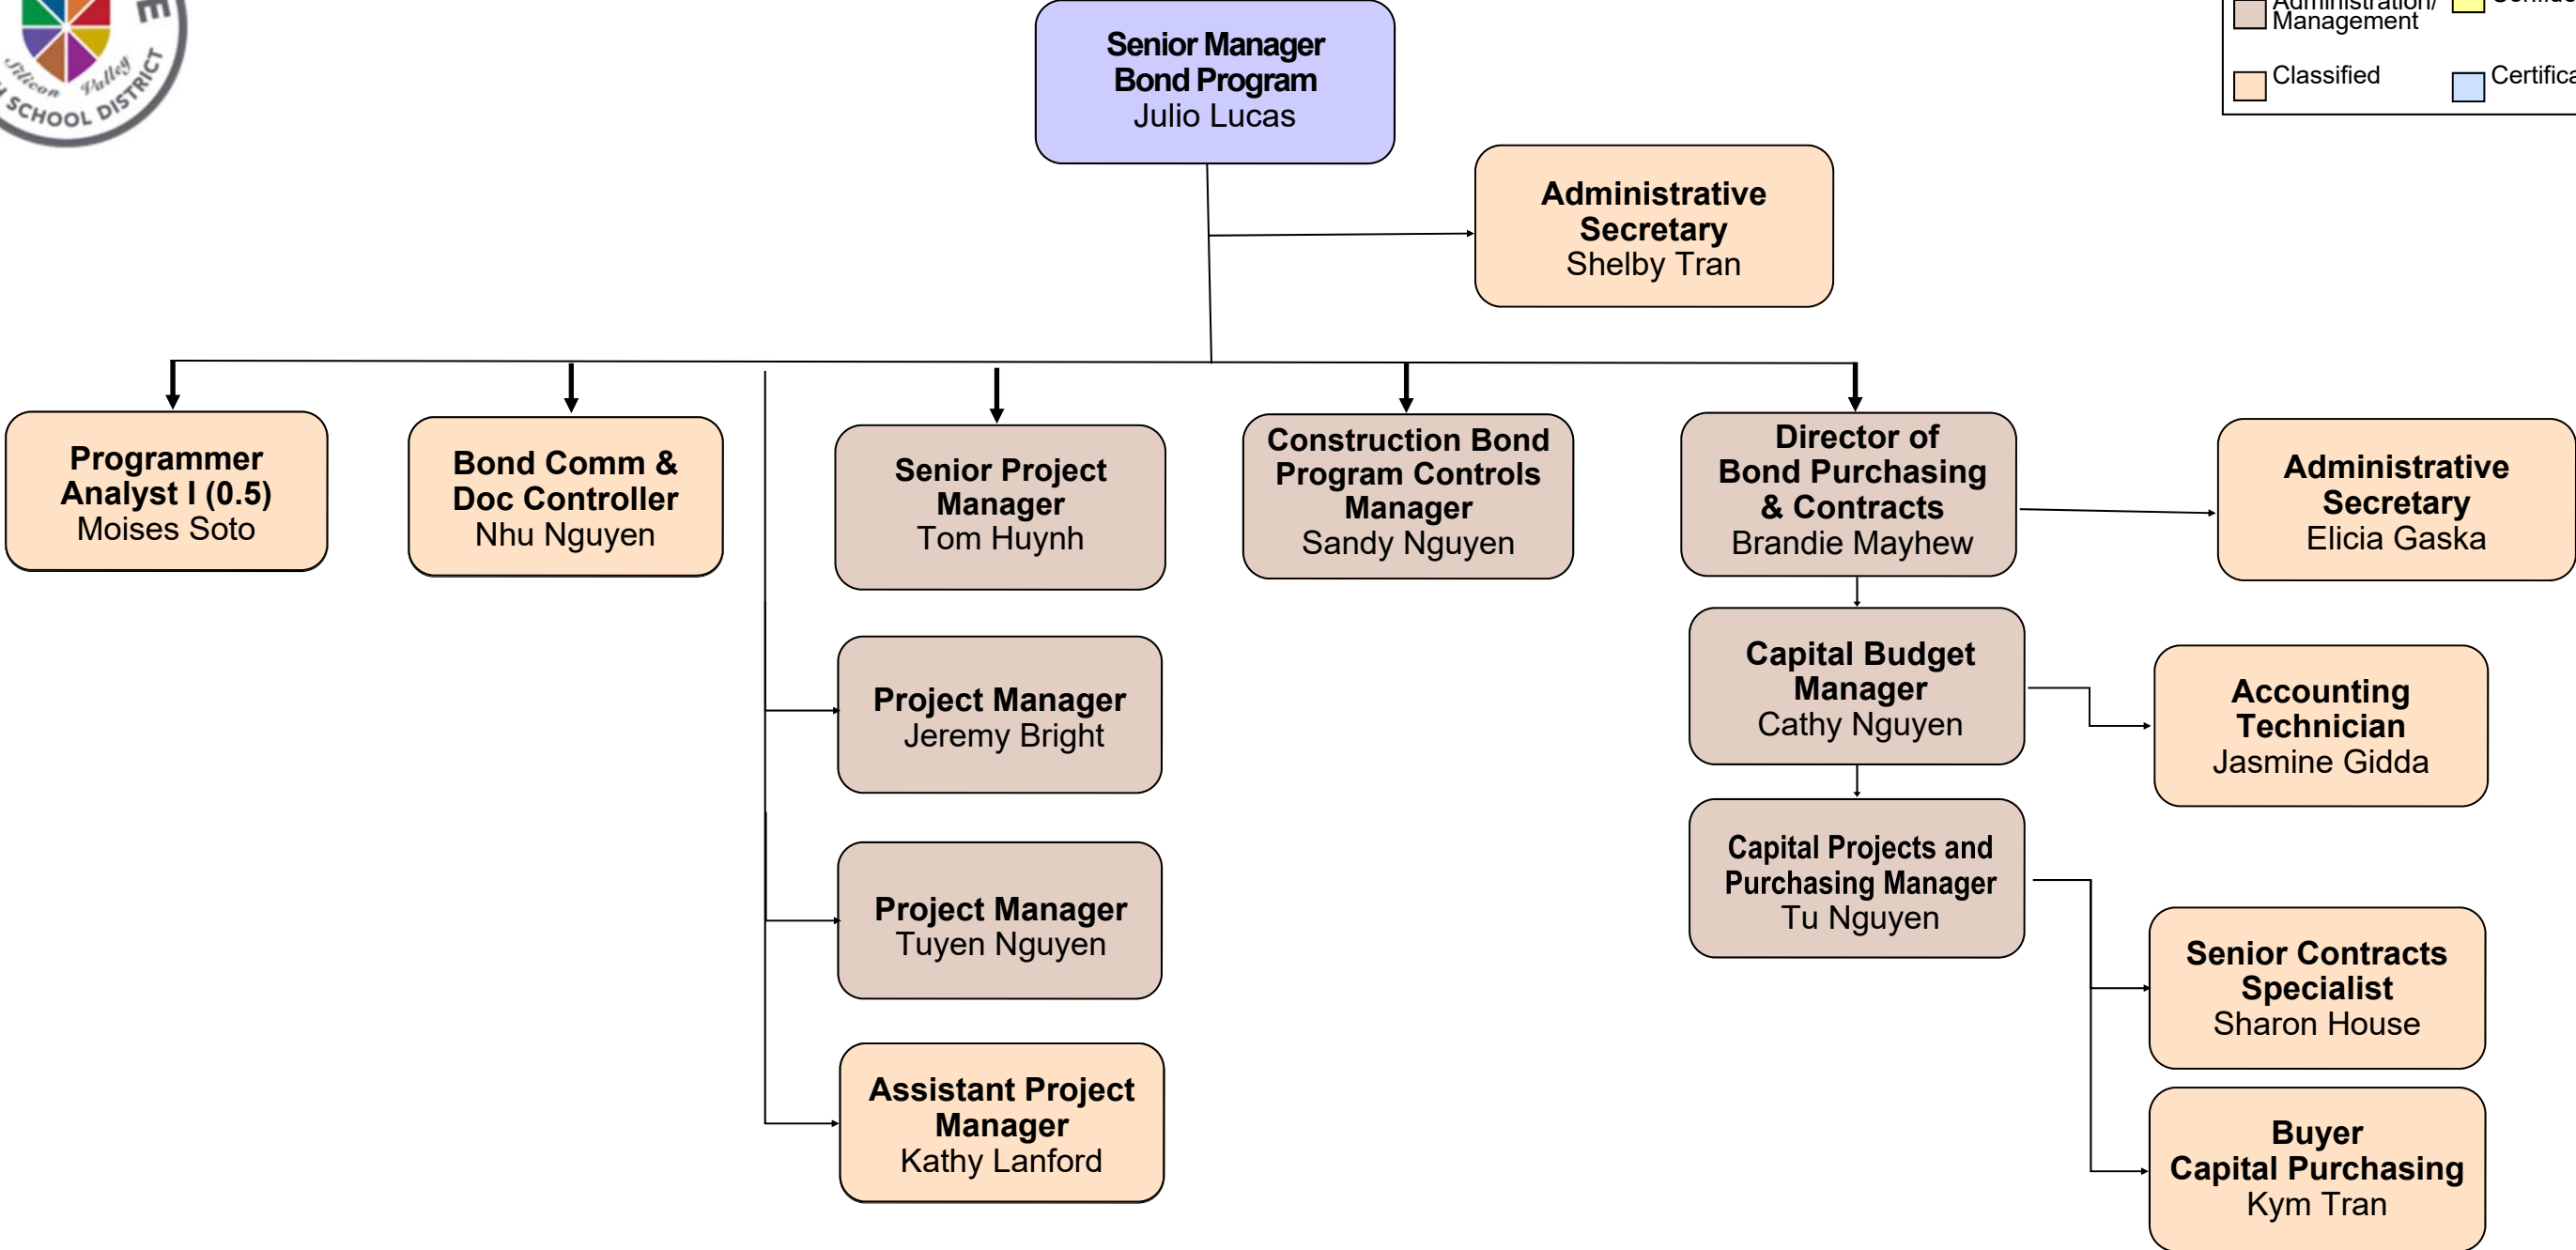 Silicon Valley
SCHOOL DISTRICT
Senior Manager
Bond Program
Julio Lucas
Administration/
Management
Classified
Administrative
Secretary
Shelby Tran
Programmer
Analyst I (0.5)
Moises Soto
Bond Comm &
Doc Controller
Nhu Nguyen
Senior Project
Manager
Tom Huynh
Construction Bond
Program Controls
Manager
Sandy Nguyen
Director of
Bond Purchasing
& Contracts
Brandie Mayhew
Administrative
Secretary
Elicia Gaska
Project Manager
Jeremy Bright
Capital Budget
Manager
Cathy Nguyen
Accounting
Technician
Jasmine Gidda
Project Manager
Tuyen Nguyen
Capital Projects and
Purchasing Manager
Tu Nguyen
Senior Contracts
Specialist
Sharon House
Assistant Project
Manager
Kathy Lanford
Buyer
Capital Purchasing
Kym Tran